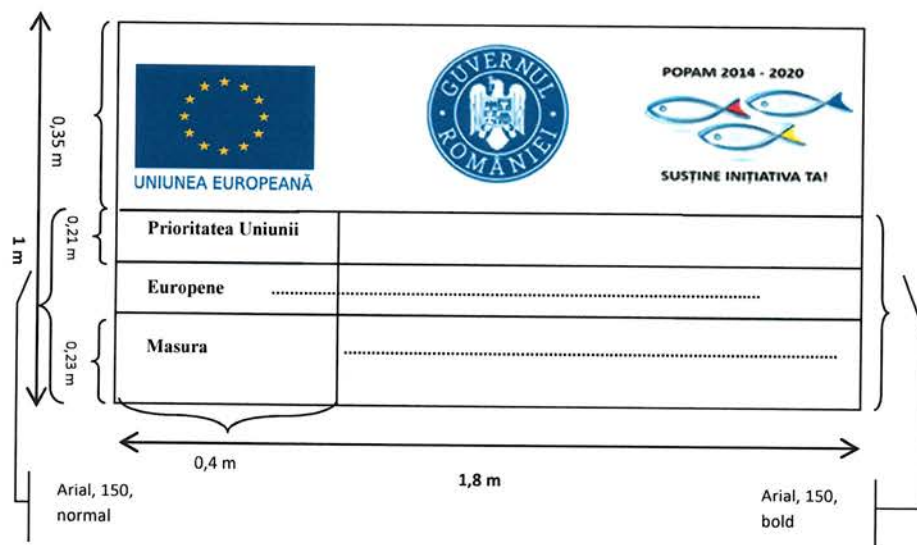 0,35 m
1 m
0,21 m
0,23 m
UNIUNEA EUROPEANĂ
GUVERNUL ROMÂNIEI
POPAM 2014 - 2020
SUSȚINE INIȚIATIVA TA!
Prioritatea Uniunii
Europene ................................................................
Masura ................................................................
0,4 m
1,8 m
Arial, 150,
normal
Arial, 150,
bold